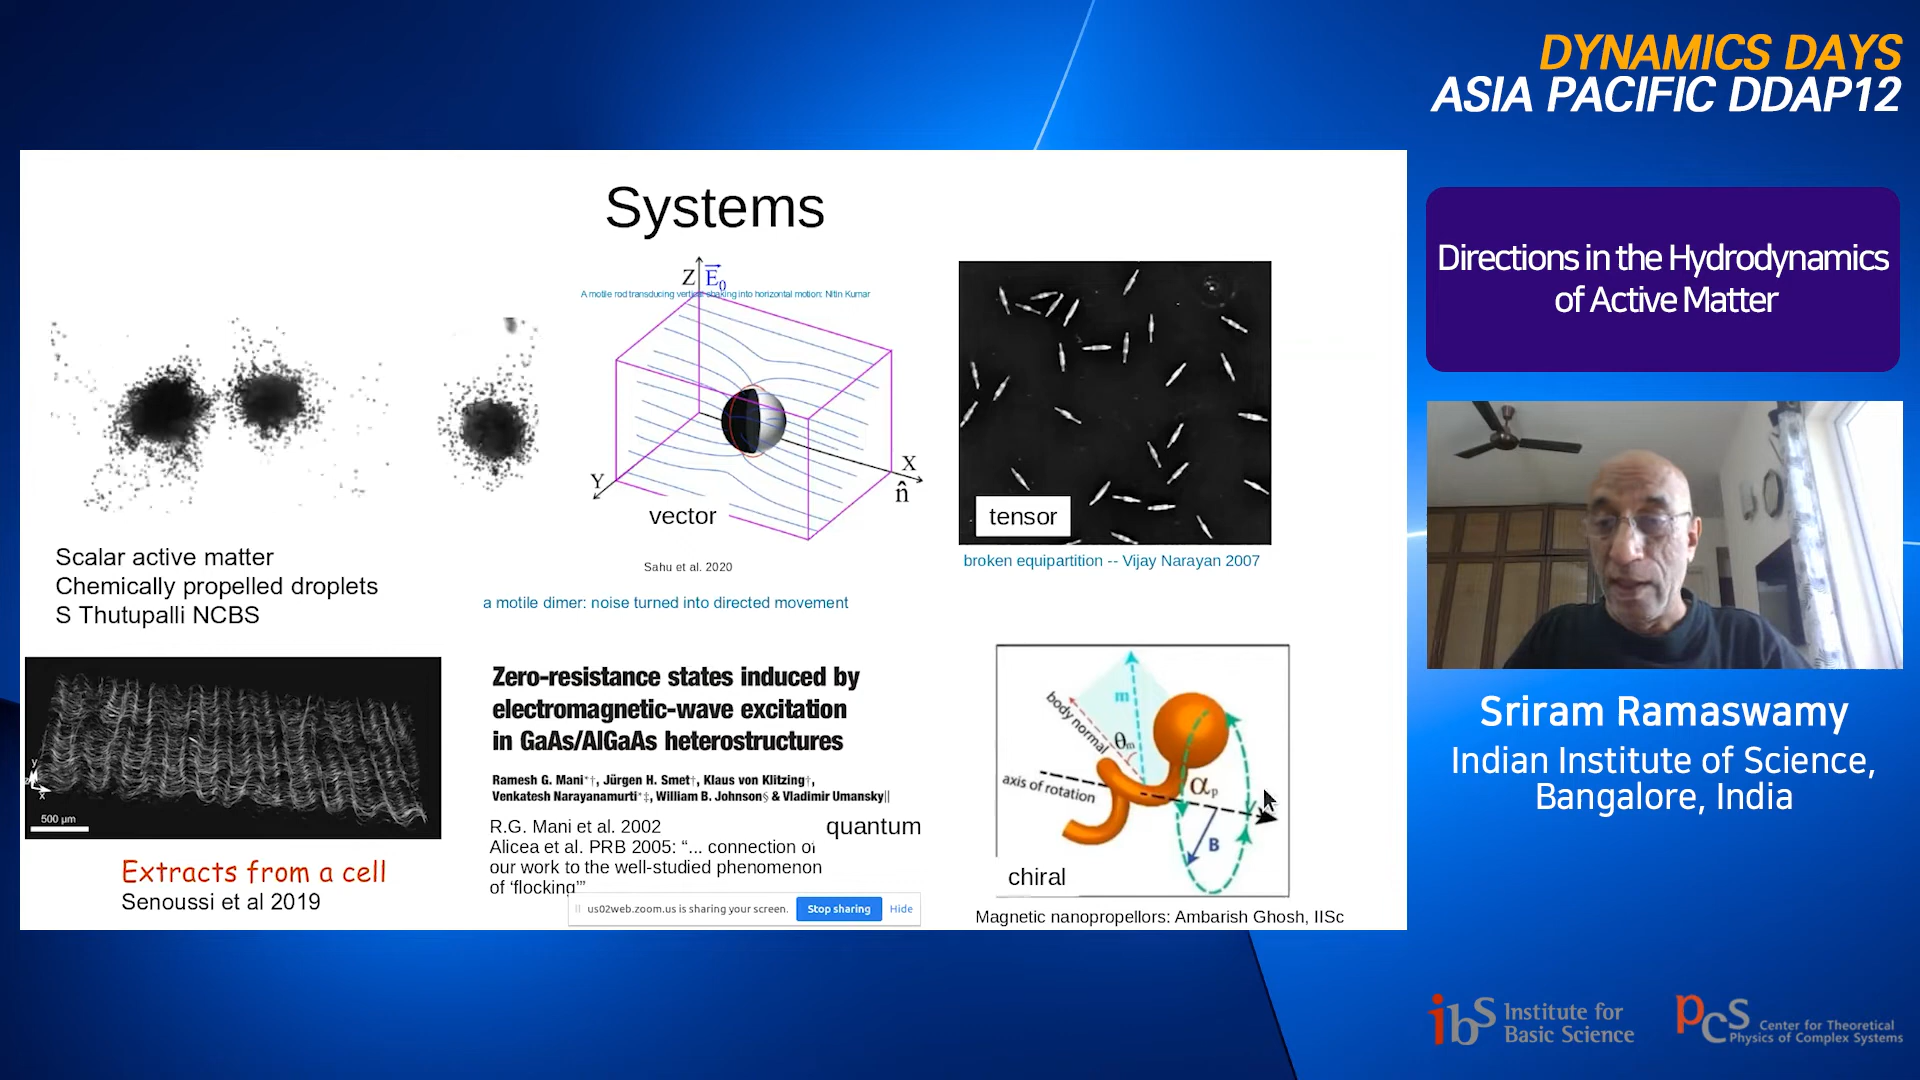 DYNAMICS DAYS
ASIA PACIFIC DDAP12
Systems
Z E0
A motile rod transducing vertical shaking into horizontal motion: Nitin Kumar
X
Y
n̂
vector
Sahu et al. 2020
a motile dimer: noise turned into directed movement
tensor
broken equipartition -- Vijay Narayan 2007
Scalar active matter
Chemically propelled droplets
S Thutupalli NCBS
y
x
500 µm
Extracts from a cell
Senoussi et al 2019
Zero-resistance states induced by
electromagnetic-wave excitation
in GaAs/AlGaAs heterostructures
Ramesh G. Mani*†, Jürgen H. Smet†, Klaus von Klitzing†,
Venkatesh Narayanamurti*‡, William B. Johnson§ & Vladimir Umansky||
R.G. Mani et al. 2002
quantum
Alicea et al. PRB 2005: “... connection of
our work to the well-studied phenomenon
of ‘flocking’”
us02web.zoom.us is sharing your screen.
Stop sharing
Hide
m
body normal
θm
axis of rotation
αp
B
chiral
Magnetic nanopropellors: Ambarish Ghosh, IISc
Directions in the Hydrodynamics
of Active Matter
Sriram Ramaswamy
Indian Institute of Science,
Bangalore, India
ibs Institute for
Basic Science
pcs Center for Theoretical
Physics of Complex Systems